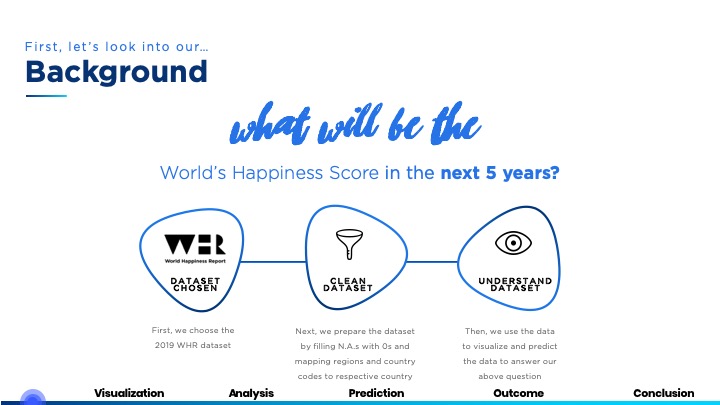 First, let's look into our...
Background
what will be the
World's Happiness Score in the next 5 years?
WHR
World Happiness Report
DATASET
CHOSEN
CLEAN
DATASET
UNDERSTAND
DATASET
First, we choose the
2019 WHR dataset
Next, we prepare the dataset
by filling N.A.s with 0s and
mapping regions and country
codes to respective country
Then, we use the data
to visualize and predict
the data to answer our
above question
Visualization Analysis Prediction Outcome Conclusion